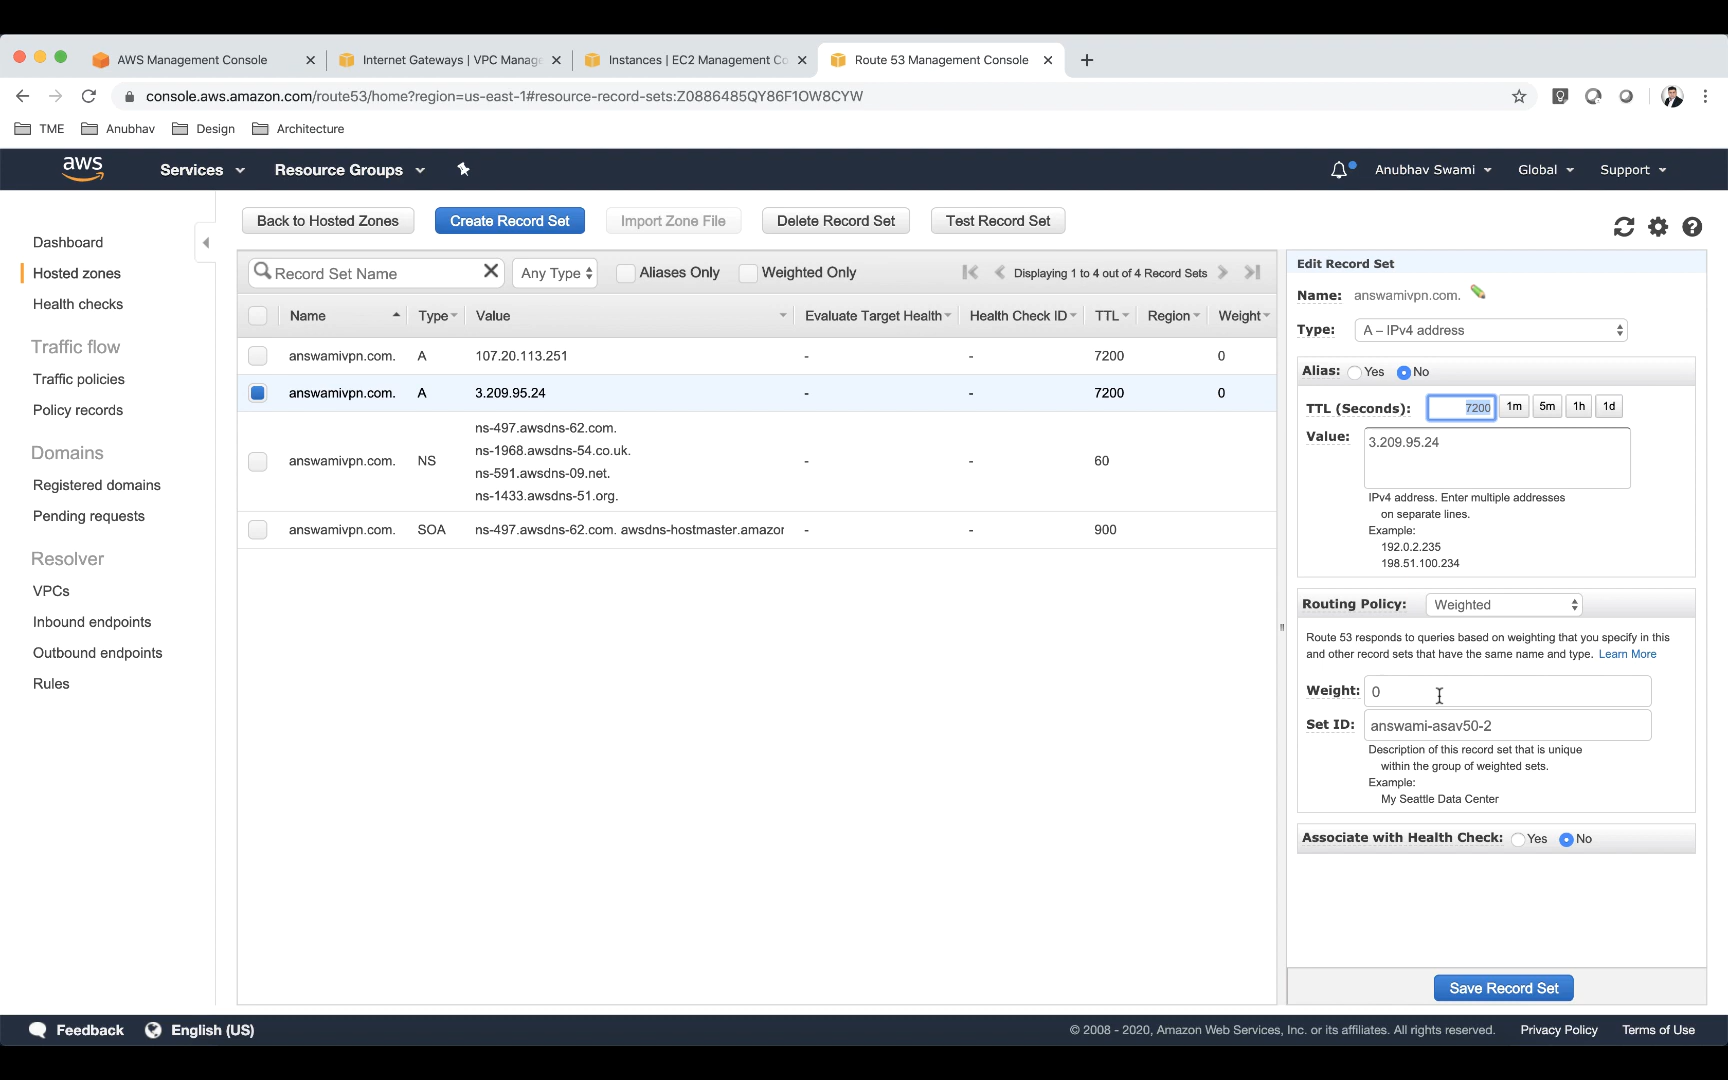 AWS Management Console
Internet Gateways | VPC Manag
Instances | EC2 Management Co
Route 53 Management Console
console.aws.amazon.com/route53/home?region=us-east-1#resource-record-sets:Z0886485QY86F1OW8CYW
TME
Anubhav
Design
Architecture
aws
Services
Resource Groups
Anubhav Swami
Global
Support
Dashboard
Hosted zones
Health checks
Traffic flow
Traffic policies
Policy records
Domains
Registered domains
Pending requests
Resolver
VPCs
Inbound endpoints
Outbound endpoints
Rules
Back to Hosted Zones
Create Record Set
Import Zone File
Delete Record Set
Test Record Set
Record Set Name
Any Type
Aliases Only
Weighted Only
Displaying 1 to 4 out of 4 Record Sets
Name Type Value Evaluate Target Health Health Check ID TTL Region Weight
answamivpn.com. A 107.20.113.251 - - 7200 0
answamivpn.com. A 3.209.95.24 - - 7200 0
ns-497.awsdns-62.com.
ns-1968.awsdns-54.co.uk.
answamivpn.com. NS - - 60
ns-591.awsdns-09.net.
ns-1433.awsdns-51.org.
answamivpn.com. SOA ns-497.awsdns-62.com. awsdns-hostmaster.amazor - - 900
Edit Record Set
Name: answamivpn.com.
Type: A – IPv4 address
Alias: Yes No
TTL (Seconds): 7200 1m 5m 1h 1d
Value: 3.209.95.24
IPv4 address. Enter multiple addresses
on separate lines.
Example:
192.0.2.235
198.51.100.234
Routing Policy: Weighted
Route 53 responds to queries based on weighting that you specify in this
and other record sets that have the same name and type. Learn More
Weight: 0
Set ID: answami-asav50-2
Description of this record set that is unique
within the group of weighted sets.
Example:
My Seattle Data Center
Associate with Health Check: Yes No
Save Record Set
Feedback
English (US)
© 2008 - 2020, Amazon Web Services, Inc. or its affiliates. All rights reserved.
Privacy Policy
Terms of Use